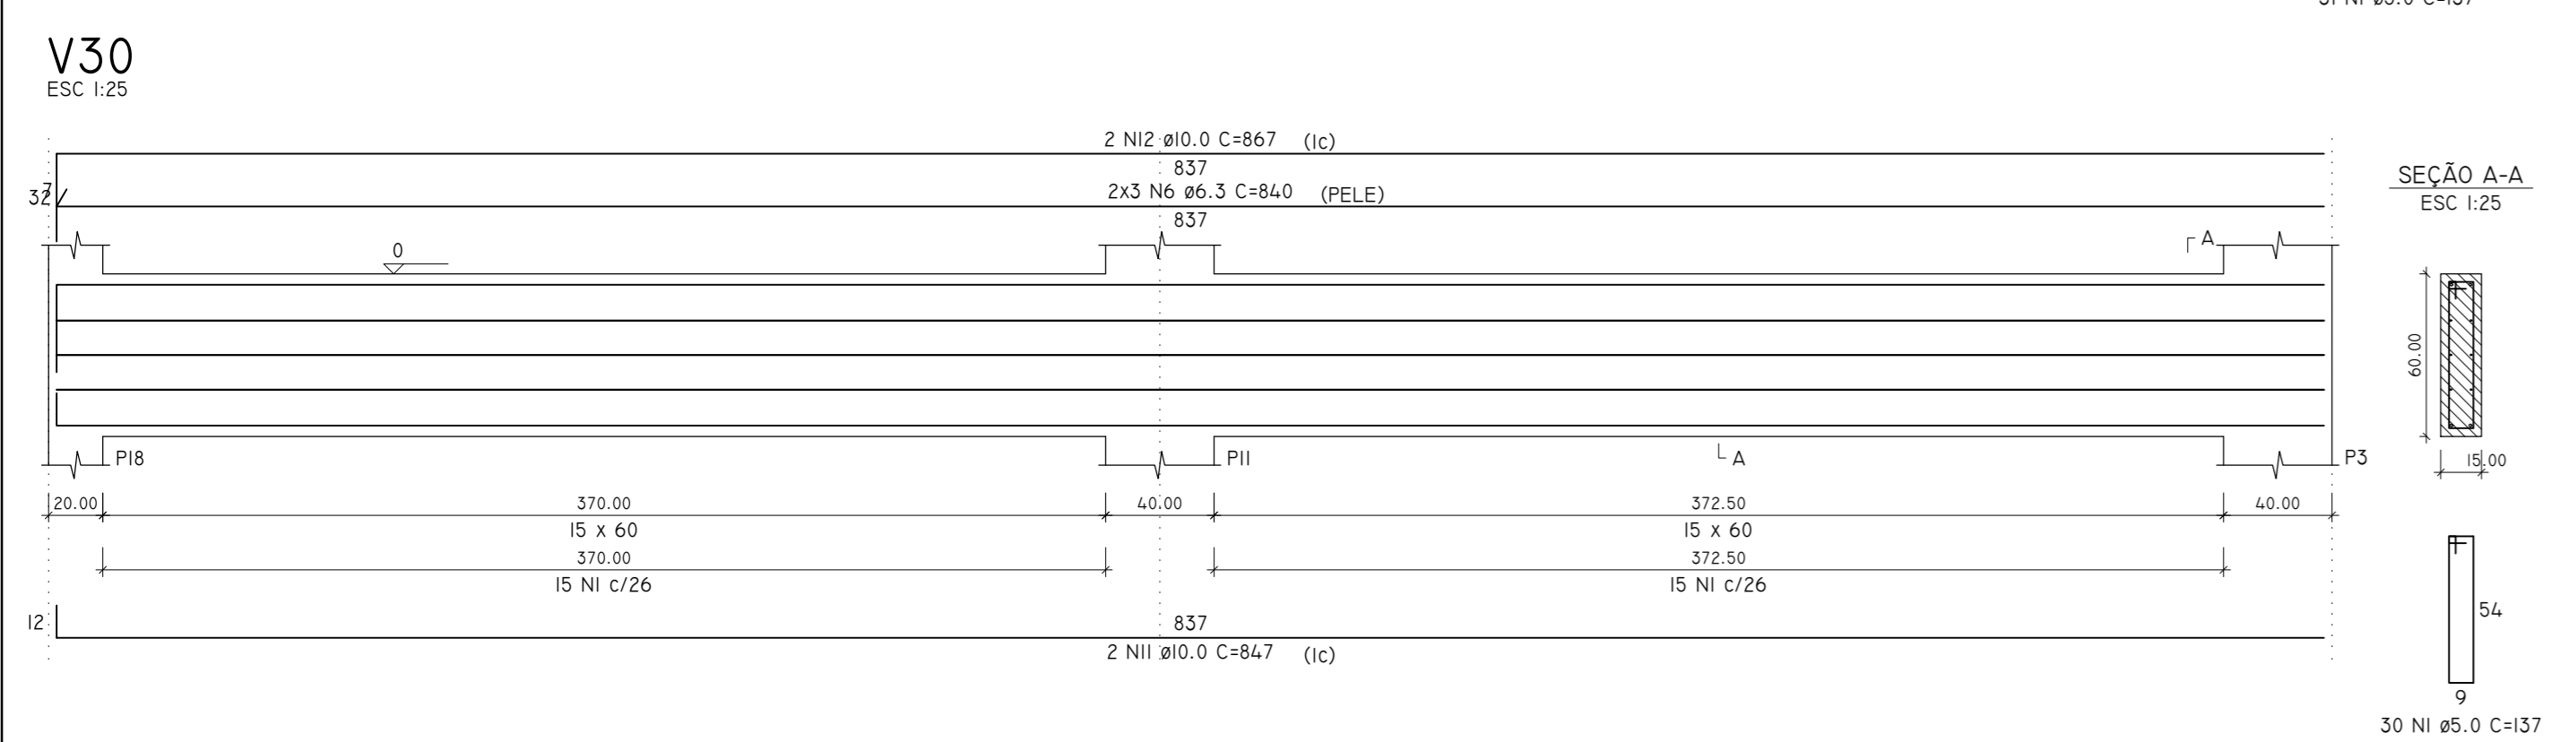 V30
ESC 1:25
2 N12 ø10.0 C=867 (1c)
837
32
7
2x3 N6 ø6.3 C=840 (PELE)
837
0
A
P18
P11
A
P3
20.00 370.00 40.00 372.50 40.00
15 x 60 15 x 60
370.00 372.50
15 N1 c/26 15 N1 c/26
12
837
2 N11 ø10.0 C=847 (1c)
SEÇÃO A-A
ESC 1:25
60.00
15.00
54
9
30 N1 ø5.0 C=137